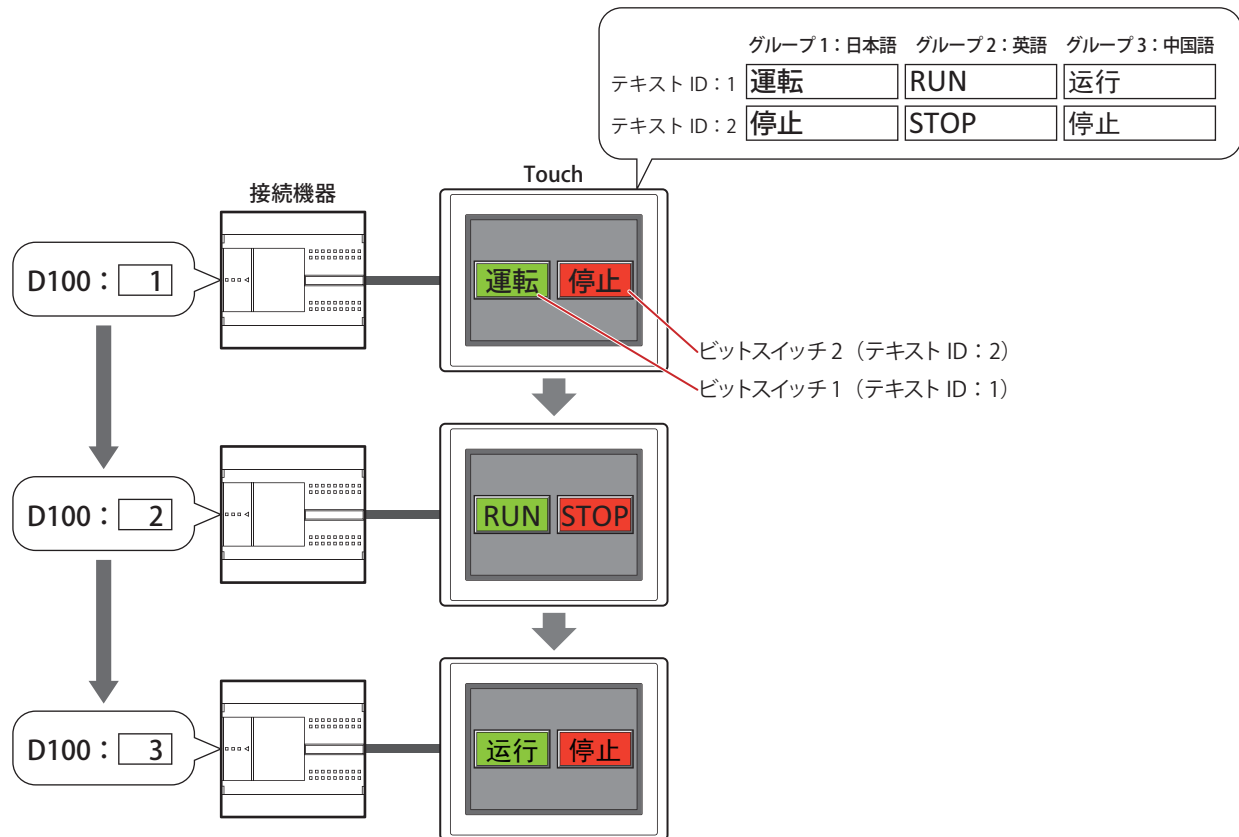 グループ 1：日本語 グループ 2：英語 グループ 3：中国語
テキスト ID：1 運転 RUN 运行
テキスト ID：2 停止 STOP 停止
Touch
接続機器
D100： 1
運転 停止
ビットスイッチ 2（テキスト ID：2）
ビットスイッチ 1（テキスト ID：1）
D100： 2
RUN STOP
D100： 3
运行 停止